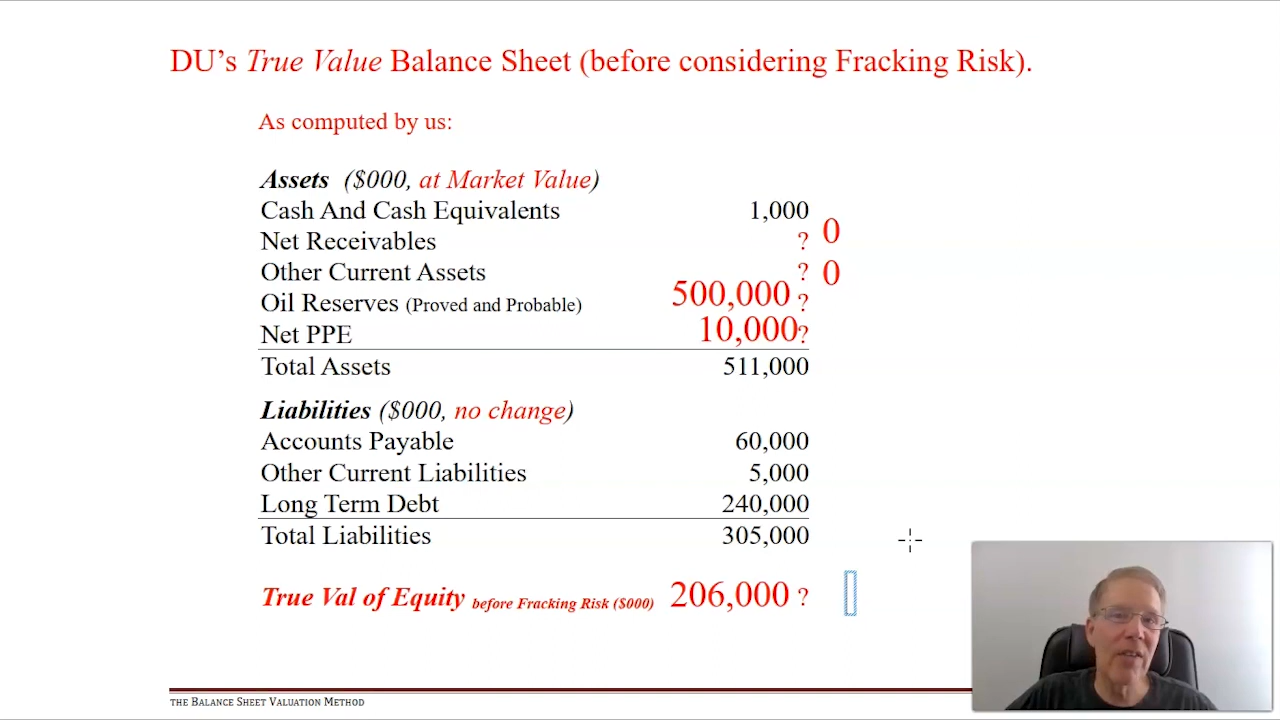 DU's True Value Balance Sheet (before considering Fracking Risk).
As computed by us:
Assets ($000, at Market Value)
Cash And Cash Equivalents 1,000
Net Receivables ? 0
Other Current Assets ? 0
Oil Reserves (Proved and Probable) 500,000 ?
Net PPE 10,000?
Total Assets 511,000
Liabilities ($000, no change)
Accounts Payable 60,000
Other Current Liabilities 5,000
Long Term Debt 240,000
Total Liabilities 305,000
True Val of Equity before Fracking Risk ($000) 206,000 ?
THE BALANCE SHEET VALUATION METHOD